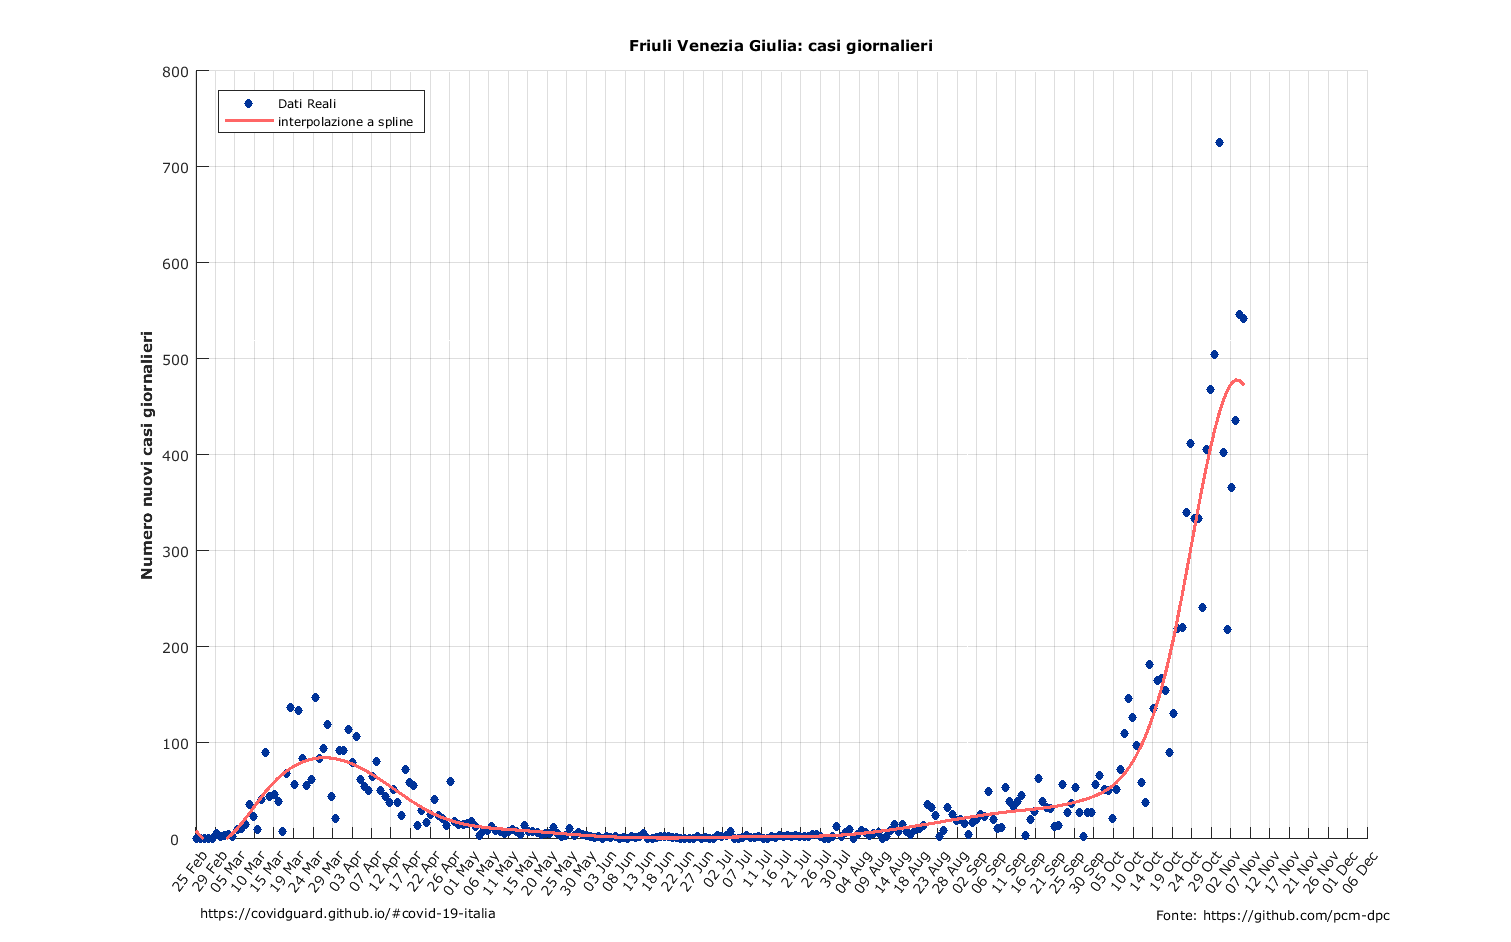 Friuli Venezia Giulia: casi giornalieri
Dati Reali
interpolazione a spline
Numero nuovi casi giornalieri
800
700
600
500
400
300
200
100
0
25 Feb
29 Feb
05 Mar
10 Mar
15 Mar
19 Mar
24 Mar
29 Mar
03 Apr
07 Apr
12 Apr
17 Apr
22 Apr
26 Apr
01 May
06 May
11 May
15 May
20 May
25 May
30 May
03 Jun
08 Jun
13 Jun
18 Jun
22 Jun
27 Jun
02 Jul
07 Jul
11 Jul
16 Jul
21 Jul
26 Jul
30 Jul
04 Aug
09 Aug
14 Aug
18 Aug
23 Aug
28 Aug
02 Sep
06 Sep
11 Sep
16 Sep
21 Sep
25 Sep
30 Sep
05 Oct
10 Oct
14 Oct
19 Oct
24 Oct
29 Oct
02 Nov
07 Nov
12 Nov
17 Nov
21 Nov
26 Nov
01 Dec
06 Dec
https://covidguard.github.io/#covid-19-italia
Fonte: https://github.com/pcm-dpc